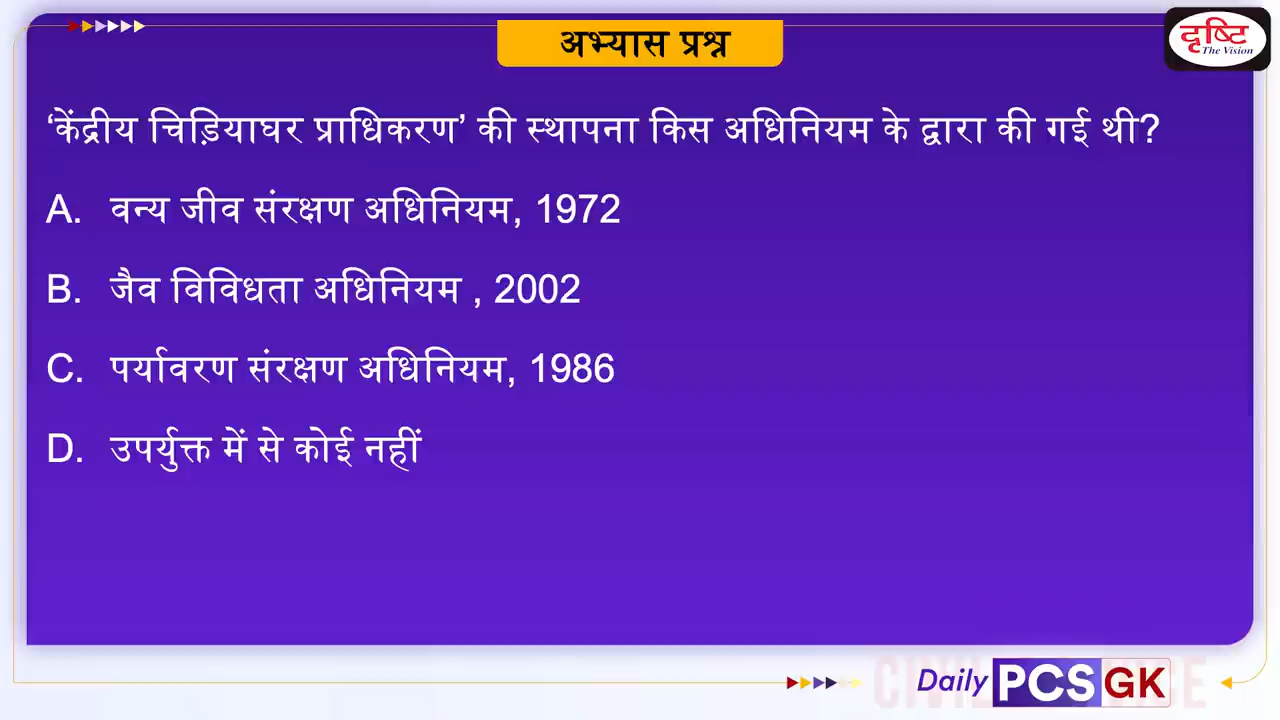 अभ्यास प्रश्न
दृष्टि
The Vision
‘केंद्रीय चिड़ियाघर प्राधिकरण’ की स्थापना किस अधिनियम के द्वारा की गई थी?
A. वन्य जीव संरक्षण अधिनियम, 1972
B. जैव विविधता अधिनियम , 2002
C. पर्यावरण संरक्षण अधिनियम, 1986
D. उपर्युक्त में से कोई नहीं
Daily PCS GK